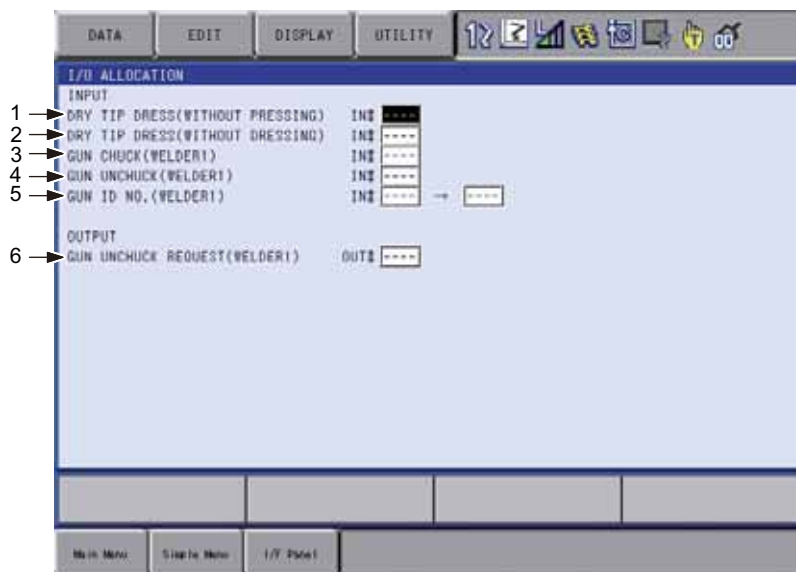 DATA EDIT DISPLAY UTILITY
I/O ALLOCATION
INPUT
1 DRY TIP DRESS(WITHOUT PRESSING) IN# ----
2 DRY TIP DRESS(WITHOUT DRESSING) IN# ----
3 GUN CHUCK(WELDER1) IN# ----
4 GUN UNCHUCK(WELDER1) IN# ----
5 GUN ID NO.(WELDER1) IN# ---- → ----
OUTPUT
6 GUN UNCHUCK REQUEST(WELDER1) OUT# ----
Main Menu Simple Menu I/F Panel